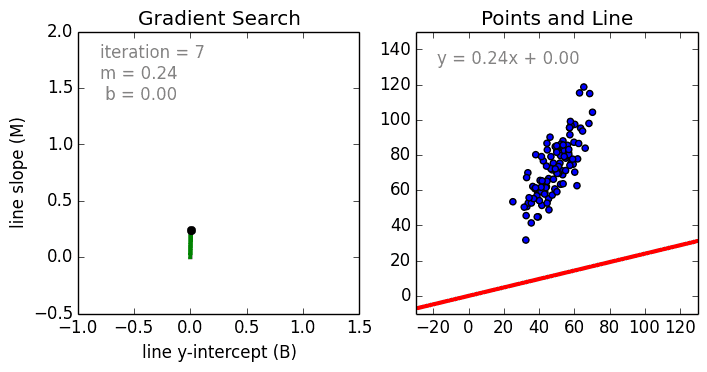 Gradient Search
iteration = 7
m = 0.24
b = 0.00
line slope (M)
2.0
1.5
1.0
0.5
0.0
−0.5
−1.0 −0.5 0.0 0.5 1.0 1.5
line y-intercept (B)
Points and Line
y = 0.24x + 0.00
140
120
100
80
60
40
20
0
−20 0 20 40 60 80 100 120